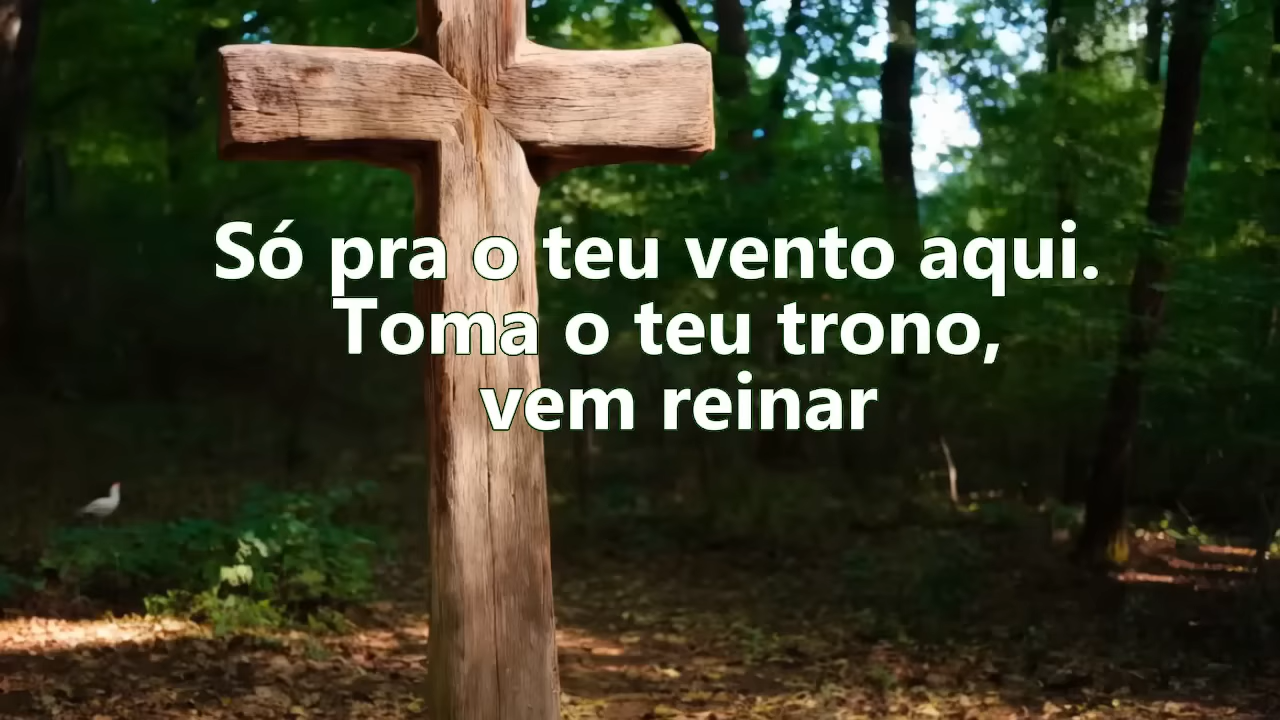 Só pra o teu vento aqui.
Toma o teu trono,
vem reinar